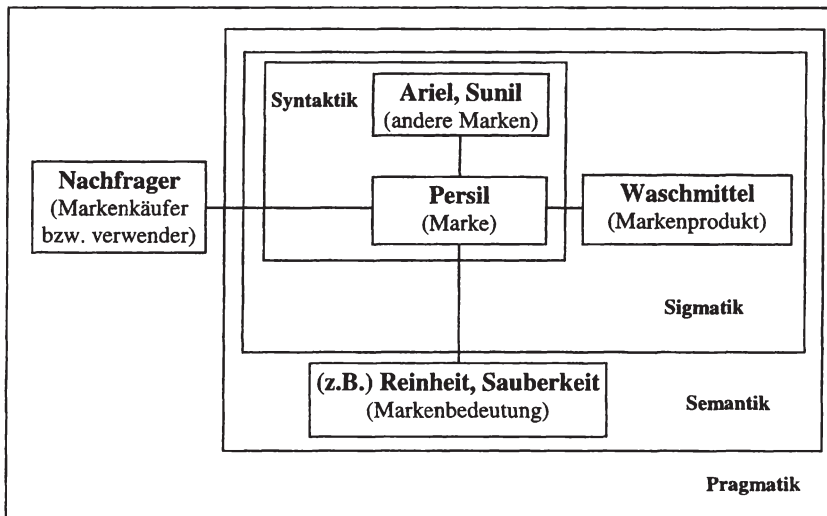 Syntaktik
Ariel, Sunil
(andere Marken)
Nachfrager
(Markenkäufer
bzw. verwender)
Persil
(Marke)
Waschmittel
(Markenprodukt)
Sigmatik
(z.B.) Reinheit, Sauberkeit
(Markenbedeutung)
Semantik
Pragmatik